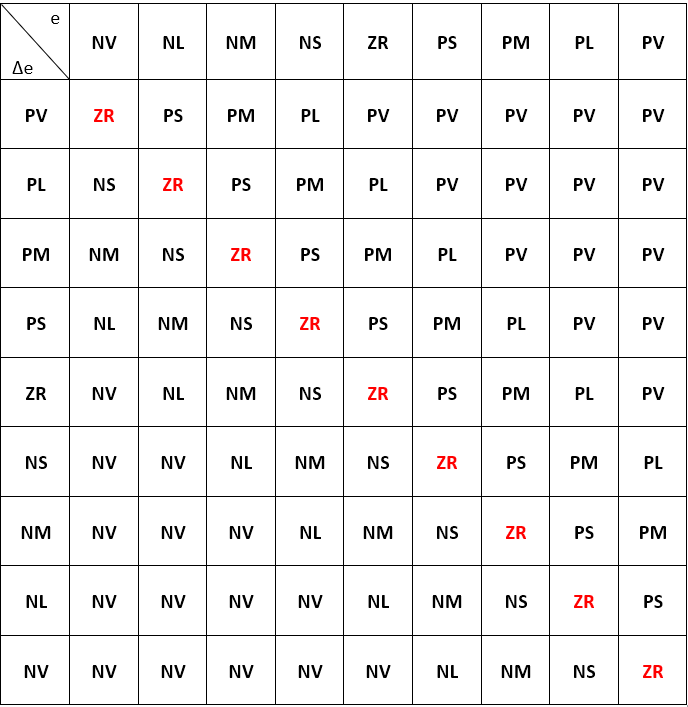 e
Δe
NV NL NM NS ZR PS PM PL PV
PV ZR PS PM PL PV PV PV PV PV
PL NS ZR PS PM PL PV PV PV PV
PM NM NS ZR PS PM PL PV PV PV
PS NL NM NS ZR PS PM PL PV PV
ZR NV NL NM NS ZR PS PM PL PV
NS NV NV NL NM NS ZR PS PM PL
NM NV NV NV NL NM NS ZR PS PM
NL NV NV NV NV NL NM NS ZR PS
NV NV NV NV NV NV NL NM NS ZR